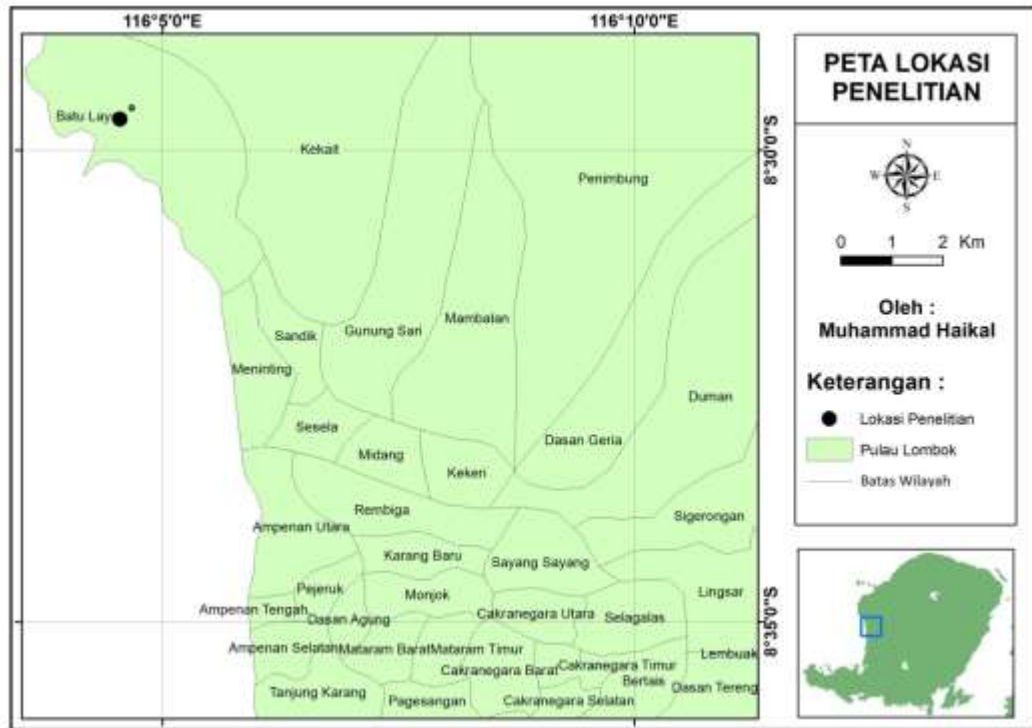 116°5'0"E
116°10'0"E
8°30'0"S
8°35'0"S
Kekait
Penimbung
Sandik
Gunung Sari
Mambalan
Meninting
Duman
Sesela
Midang
Dasan Geria
Kekeri
Rembiga
Ampenan Utara
Sigerongan
Karang Baru
Sayang Sayang
Pejeruk
Monjok
Lingsar
Ampenan Tengah
Dasan Agung
Cakranegara Utara
Selagalas
Ampenan Selatan
Mataram Barat
Mataram Timur
Lembuak
Cakranegara Barat
Cakranegara Timur
Bertais
Dasan Tereng
Tanjung Karang
Pagesangan
Cakranegara Selatan
Batu
PETA LOKASI
PENELITIAN
N
W E
S
0 1 2 Km
Oleh :
Muhammad Haikal
Keterangan :
Lokasi Penelitian
Pulau Lombok
Batas Wilayah